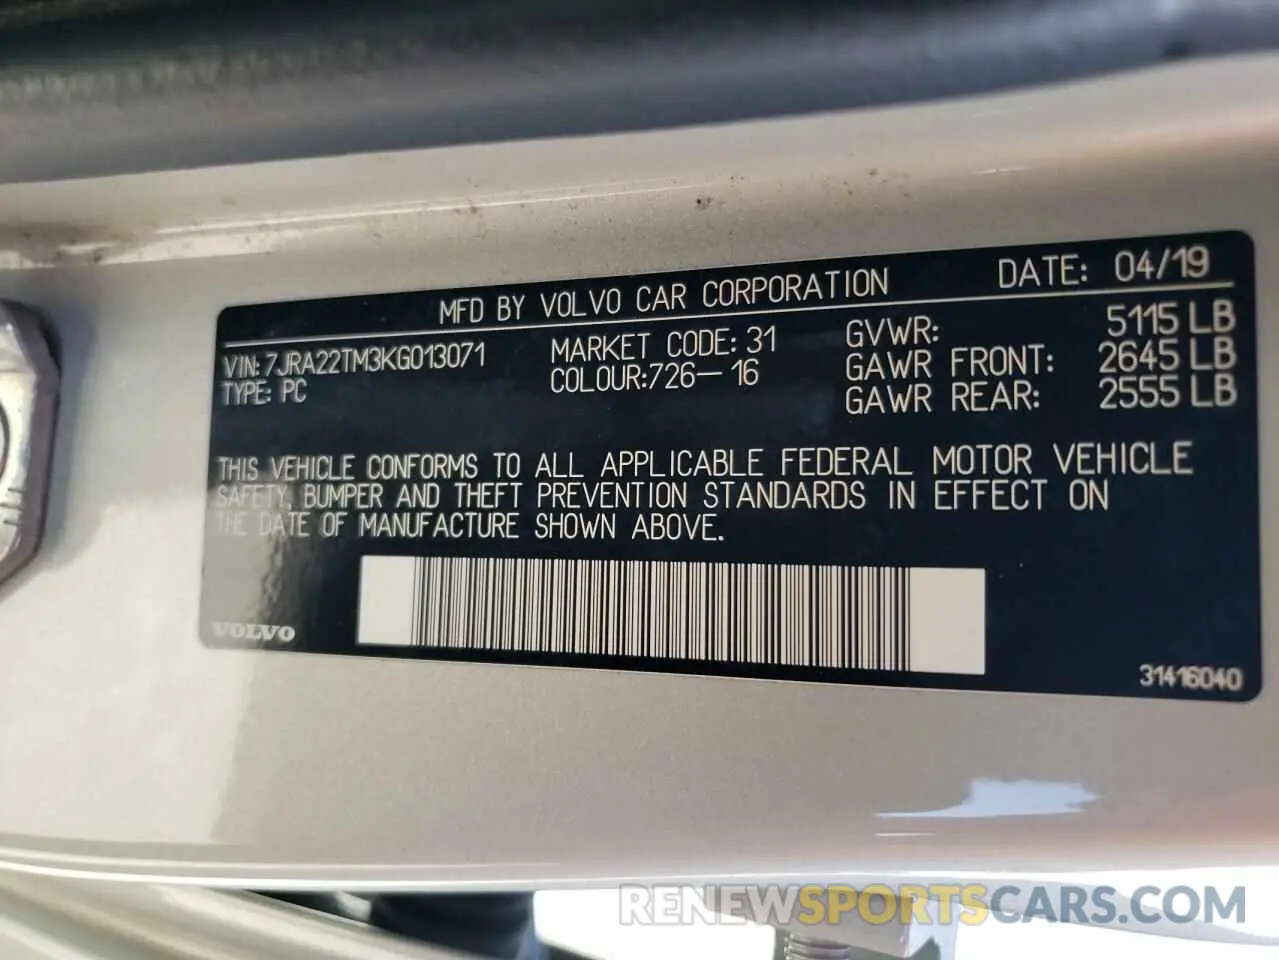 MFD BY VOLVO CAR CORPORATION DATE: 04/19
VIN: 7JRA22TM3KG013071 MARKET CODE: 31 GVWR: 5115 LB
TYPE: PC COLOUR:726-16 GAWR FRONT: 2645 LB
GAWR REAR: 2555 LB
THIS VEHICLE CONFORMS TO ALL APPLICABLE FEDERAL MOTOR VEHICLE
SAFETY, BUMPER AND THEFT PREVENTION STANDARDS IN EFFECT ON
THE DATE OF MANUFACTURE SHOWN ABOVE.
VOLVO
31416040
RENEWSPORTSCARS.COM